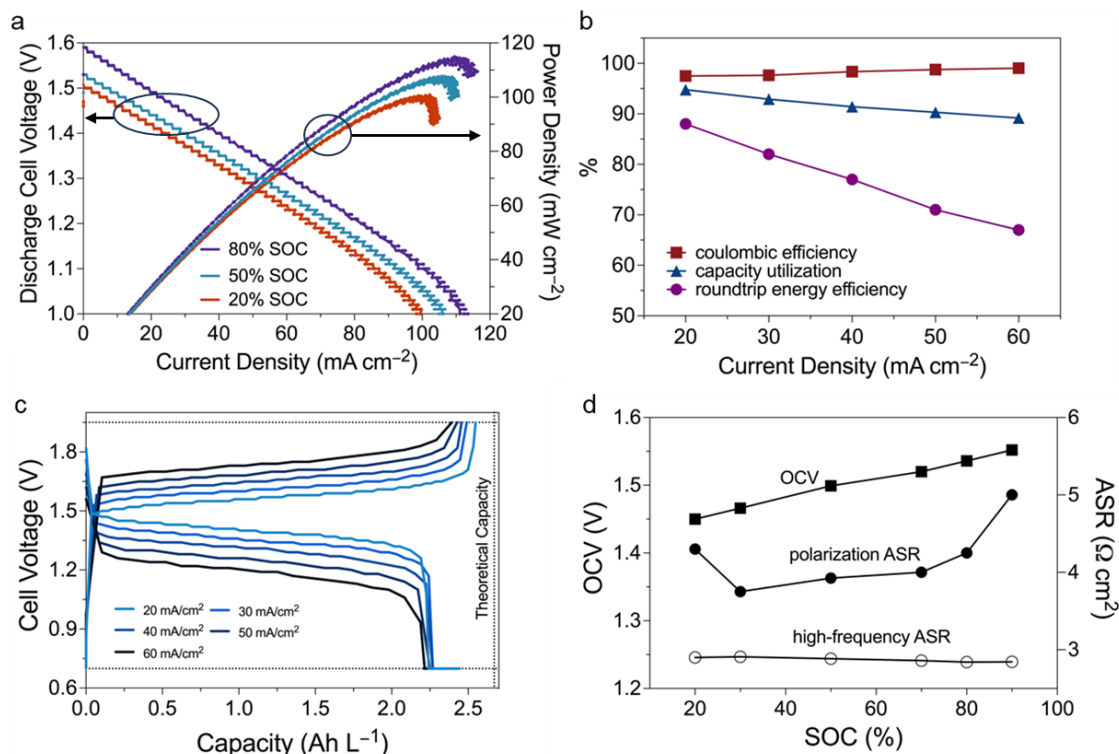 a
Discharge Cell Voltage (V)
1.6
1.5
1.4
1.3
1.2
1.1
1.0
120
100
80
60
40
20
Power Density (mW cm⁻²)
80% SOC
50% SOC
20% SOC
0 20 40 60 80 100 120
Current Density (mA cm⁻²)
b
%
100
90
80
70
60
50
coulombic efficiency
capacity utilization
roundtrip energy efficiency
20 30 40 50 60
Current Density (mA cm⁻²)
c
Cell Voltage (V)
1.8
1.5
1.2
0.9
0.6
Theoretical Capacity
20 mA/cm² 30 mA/cm²
40 mA/cm² 50 mA/cm²
60 mA/cm²
0.0 0.5 1.0 1.5 2.0 2.5
Capacity (Ah L⁻¹)
d
OCV (V)
1.6
1.5
1.4
1.3
1.2
6
5
4
3
ASR (Ω cm²)
OCV
polarization ASR
high-frequency ASR
20 40 60 80 100
SOC (%)